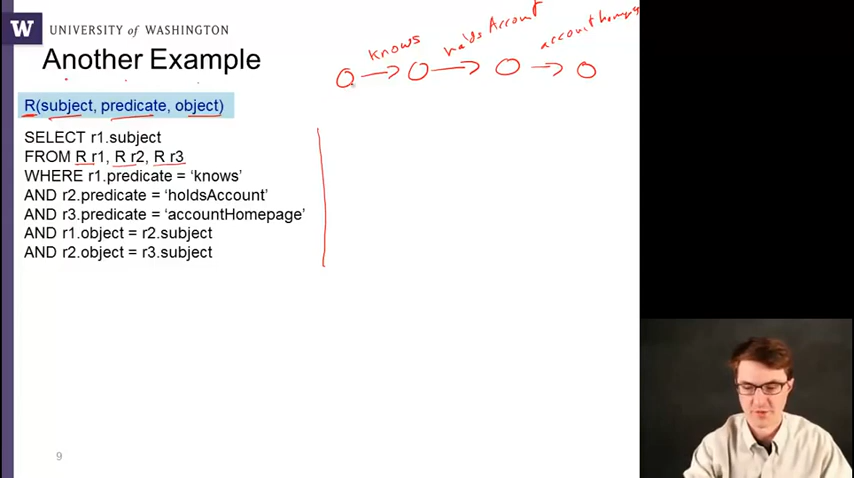 W UNIVERSITY of WASHINGTON
Another Example
knows holdsAccount accountHomepage
R(subject, predicate, object)
SELECT r1.subject
FROM R r1, R r2, R r3
WHERE r1.predicate = ‘knows’
AND r2.predicate = ‘holdsAccount’
AND r3.predicate = ‘accountHomepage’
AND r1.object = r2.subject
AND r2.object = r3.subject
9